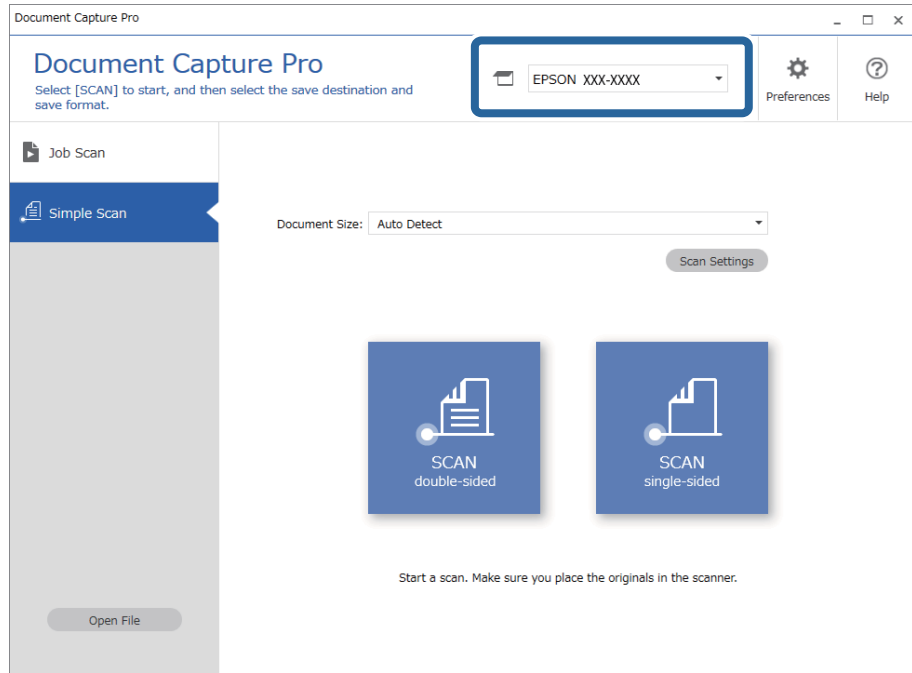 Document Capture Pro
Document Capture Pro
Select [SCAN] to start, and then select the save destination and
save format.
EPSON XXX-XXXX
Preferences
Help
Job Scan
Simple Scan
Document Size: Auto Detect
Scan Settings
SCAN
double-sided
SCAN
single-sided
Start a scan. Make sure you place the originals in the scanner.
Open File